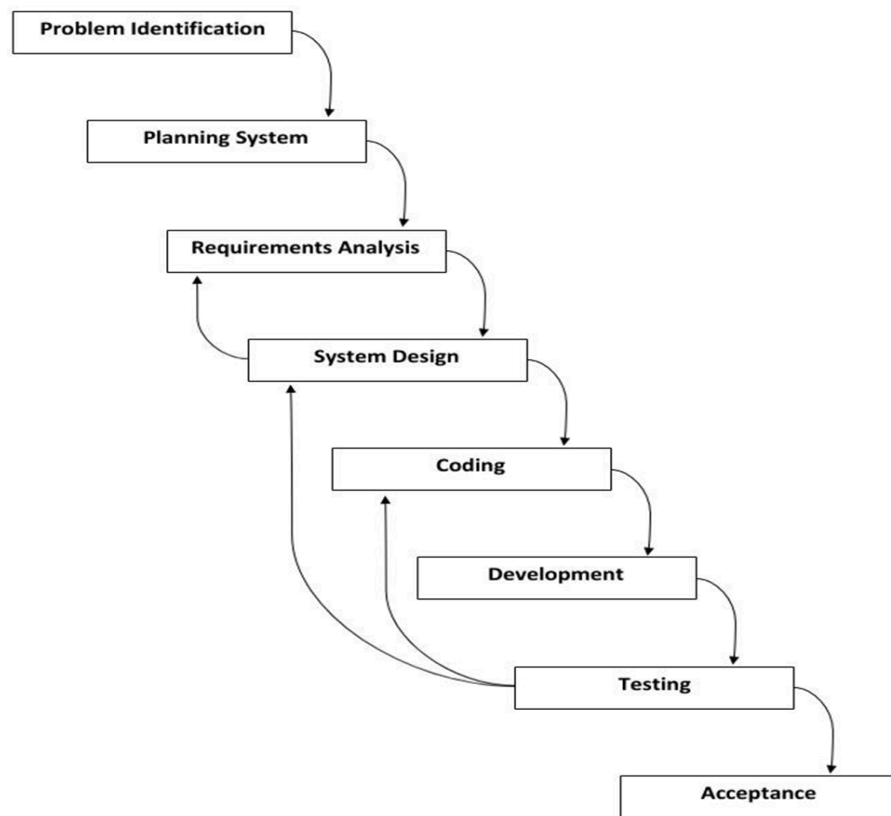 Problem Identification
Planning System
Requirements Analysis
System Design
Coding
Development
Testing
Acceptance